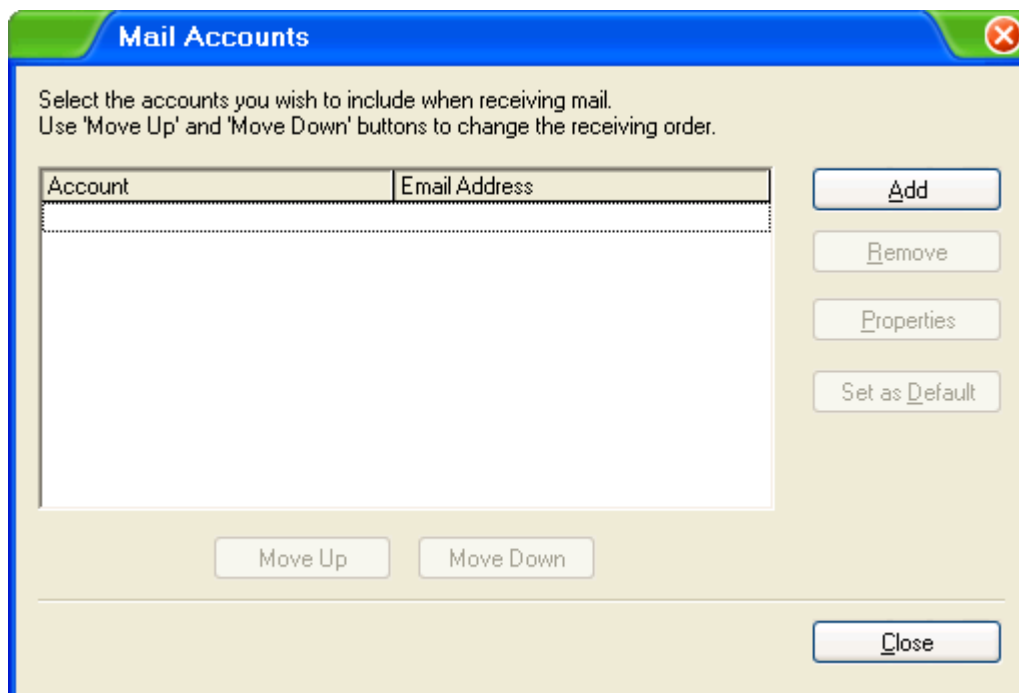 Mail Accounts
Select the accounts you wish to include when receiving mail.
Use 'Move Up' and 'Move Down' buttons to change the receiving order.
Account Email Address
Add
Remove
Properties
Set as Default
Move Up Move Down
Close